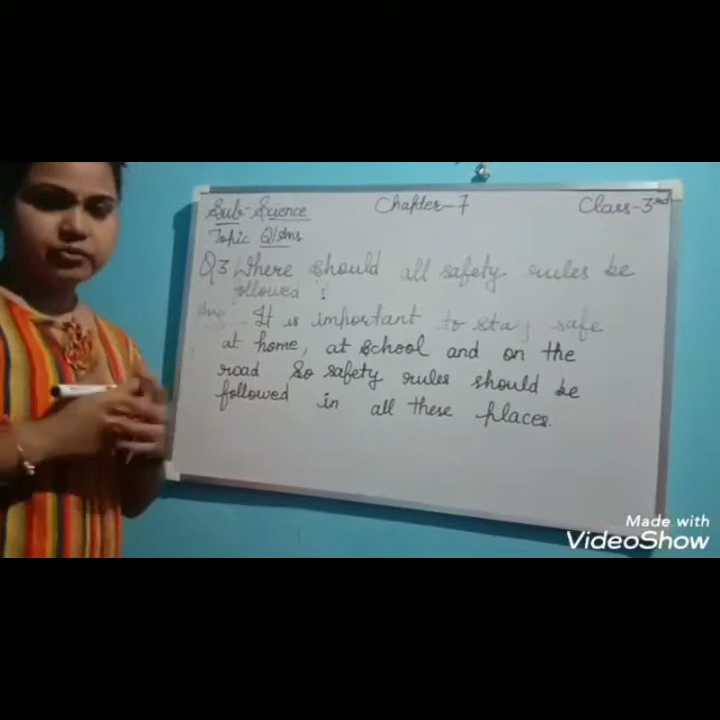 Sub-Science Chapter-7 Class-3rd
Topic Q/Ans
Q3 Where should all safety rules be
followed ?
Ans It is important to stay safe
at home, at school and on the
road So safety rules should be
followed in all these places.
Made with
VideoShow